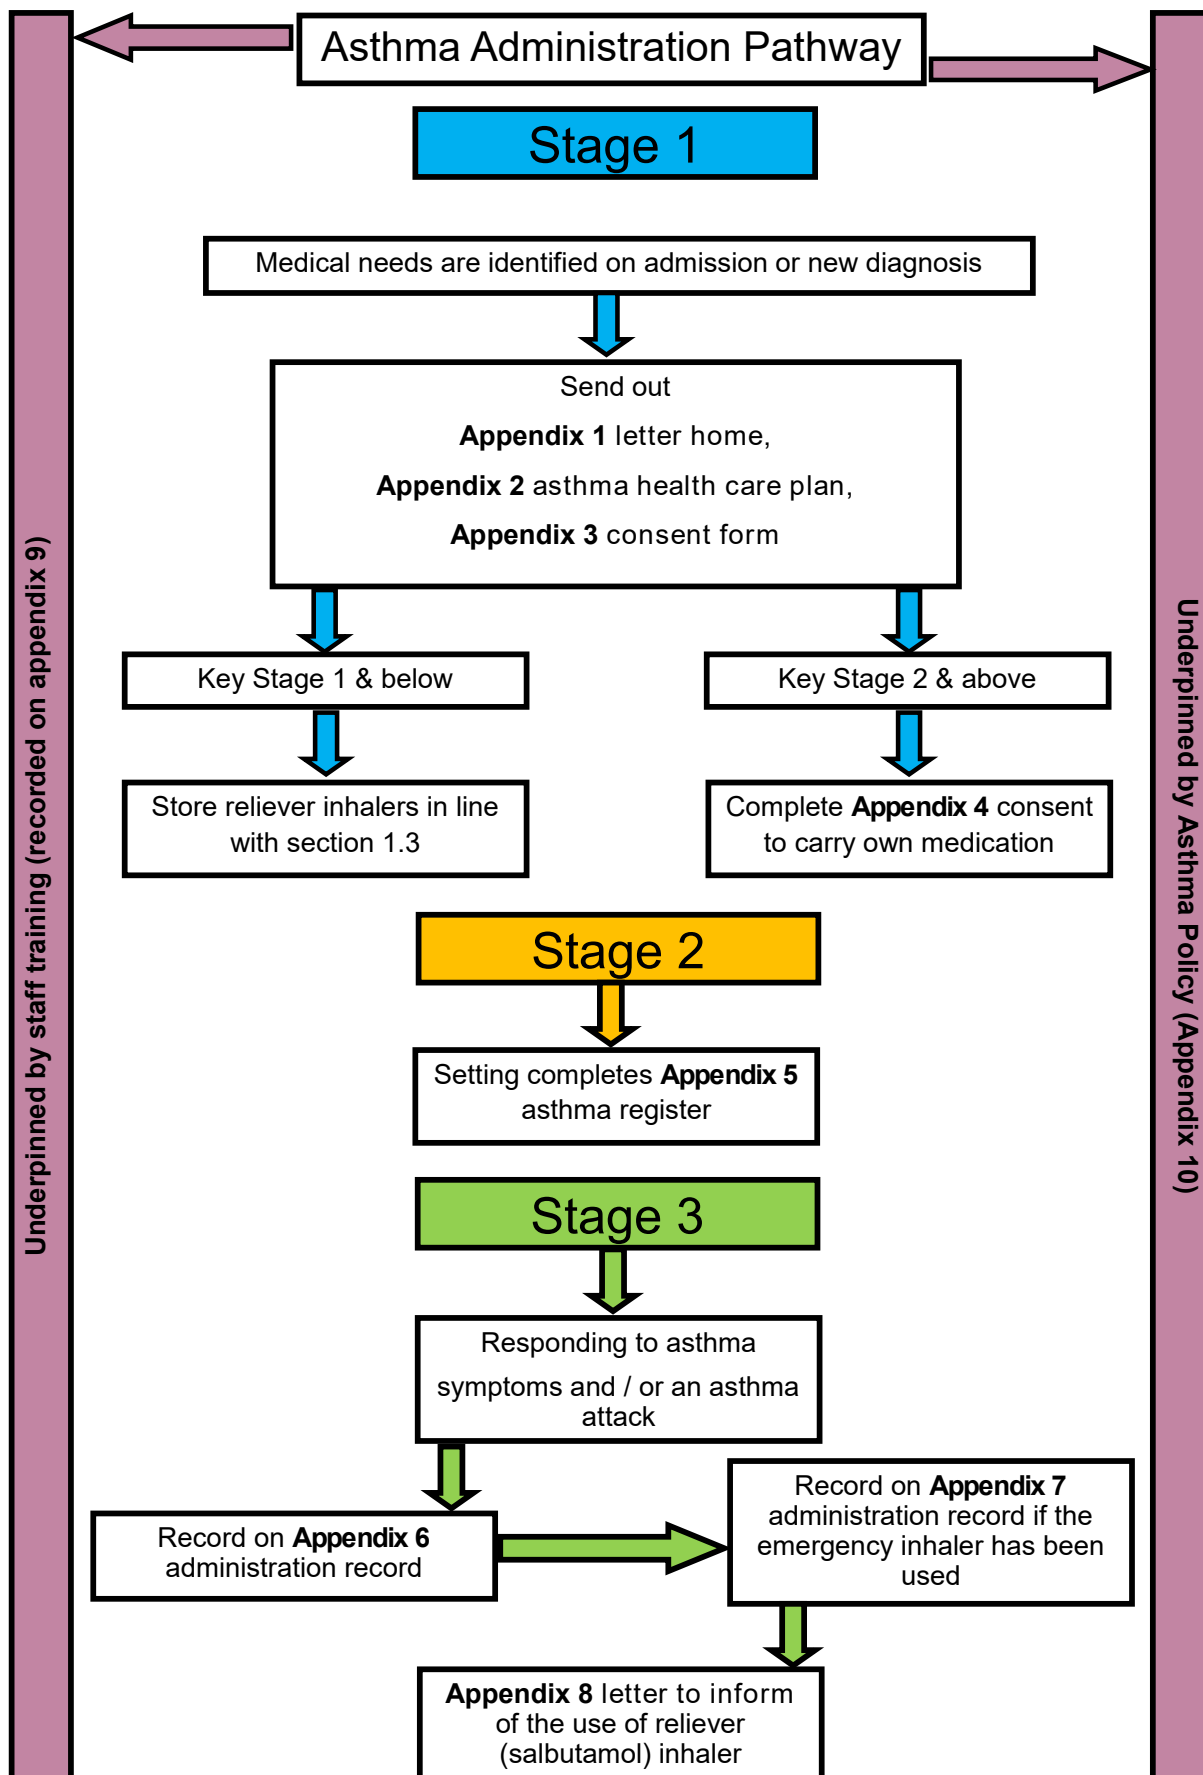 Asthma Administration Pathway
Stage 1
Medical needs are identified on admission or new diagnosis
Send out
Appendix 1 letter home,
Appendix 2 asthma health care plan,
Appendix 3 consent form
Key Stage 1 & below
Key Stage 2 & above
Store reliever inhalers in line
with section 1.3
Complete Appendix 4 consent
to carry own medication
Stage 2
Setting completes Appendix 5
asthma register
Stage 3
Responding to asthma
symptoms and / or an asthma
attack
Record on Appendix 6
administration record
Record on Appendix 7
administration record if the
emergency inhaler has been
used
Appendix 8 letter to inform
of the use of reliever
(salbutamol) inhaler
Underpinned by staff training (recorded on appendix 9)
Underpinned by Asthma Policy (Appendix 10)